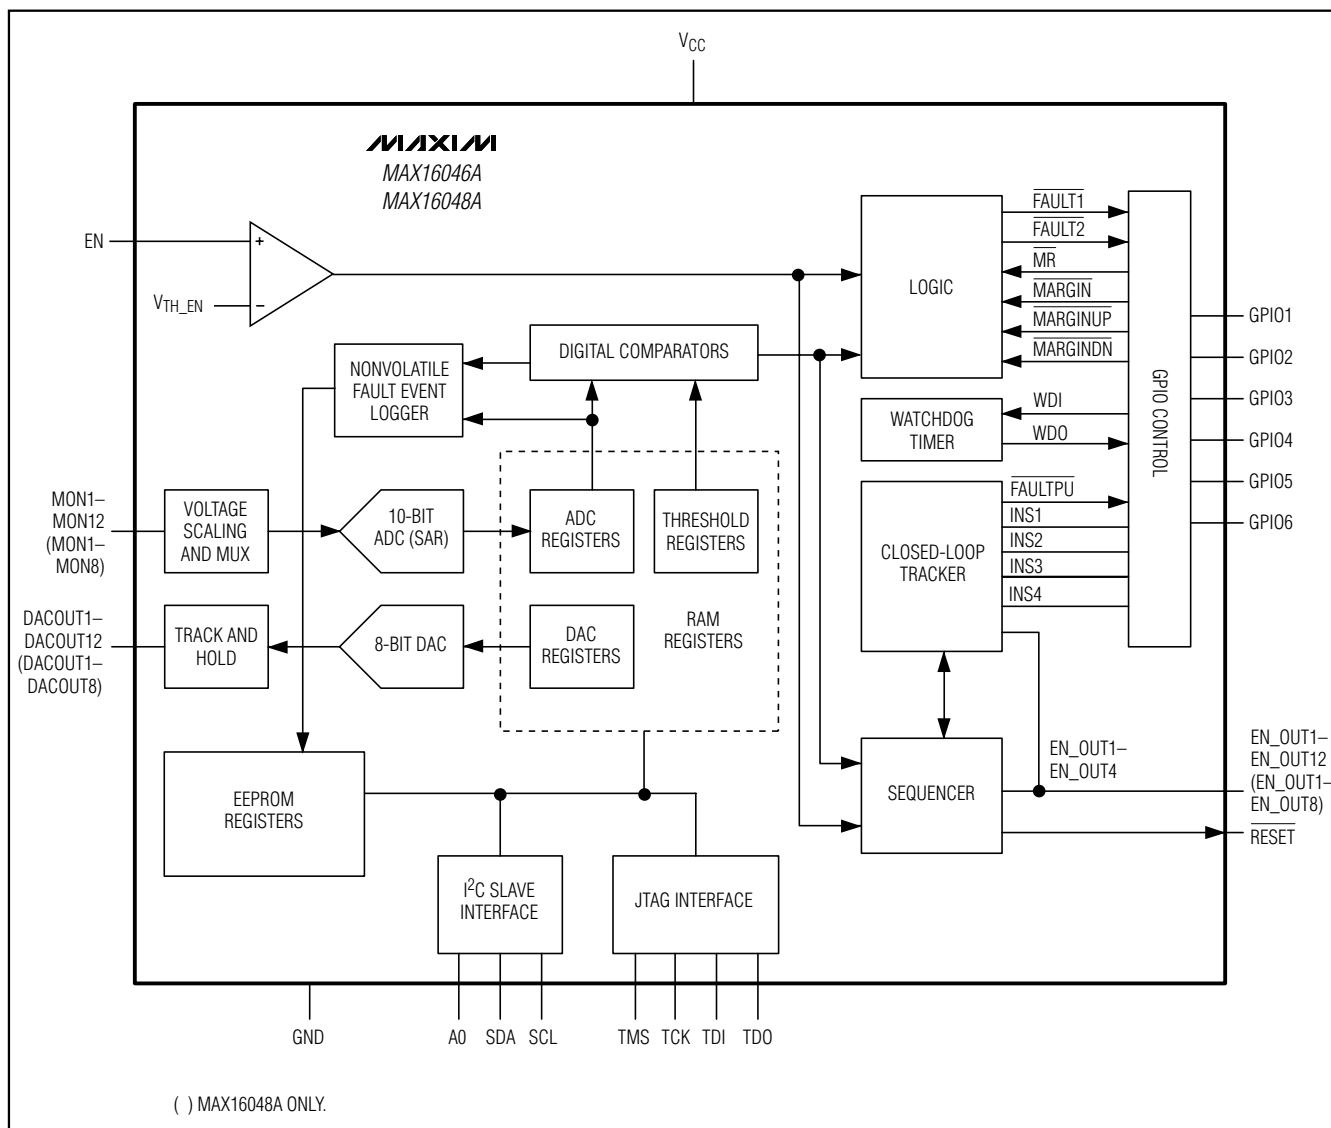 VCC
MAXIM
MAX16046A
MAX16048A
EN
VTH_EN
+
−
LOGIC
FAULT1
FAULT2
MR
MARGIN
MARGINUP
MARGINDN
DIGITAL COMPARATORS
NONVOLATILE
FAULT EVENT
LOGGER
WATCHDOG
TIMER
WDI
WDO
GPIO CONTROL
GPIO1
GPIO2
GPIO3
GPIO4
GPIO5
GPIO6
MON1–
MON12
(MON1–
MON8)
VOLTAGE
SCALING
AND MUX
10-BIT
ADC (SAR)
ADC
REGISTERS
THRESHOLD
REGISTERS
CLOSED-LOOP
TRACKER
FAULTPU
INS1
INS2
INS3
INS4
DACOUT1–
DACOUT12
(DACOUT1–
DACOUT8)
TRACK AND
HOLD
8-BIT DAC
DAC
REGISTERS
RAM
REGISTERS
EEPROM
REGISTERS
SEQUENCER
EN_OUT1–
EN_OUT4
EN_OUT1–
EN_OUT12
(EN_OUT1–
EN_OUT8)
RESET
I2C SLAVE
INTERFACE
JTAG INTERFACE
GND
A0
SDA
SCL
TMS
TCK
TDI
TDO
( ) MAX16048A ONLY.